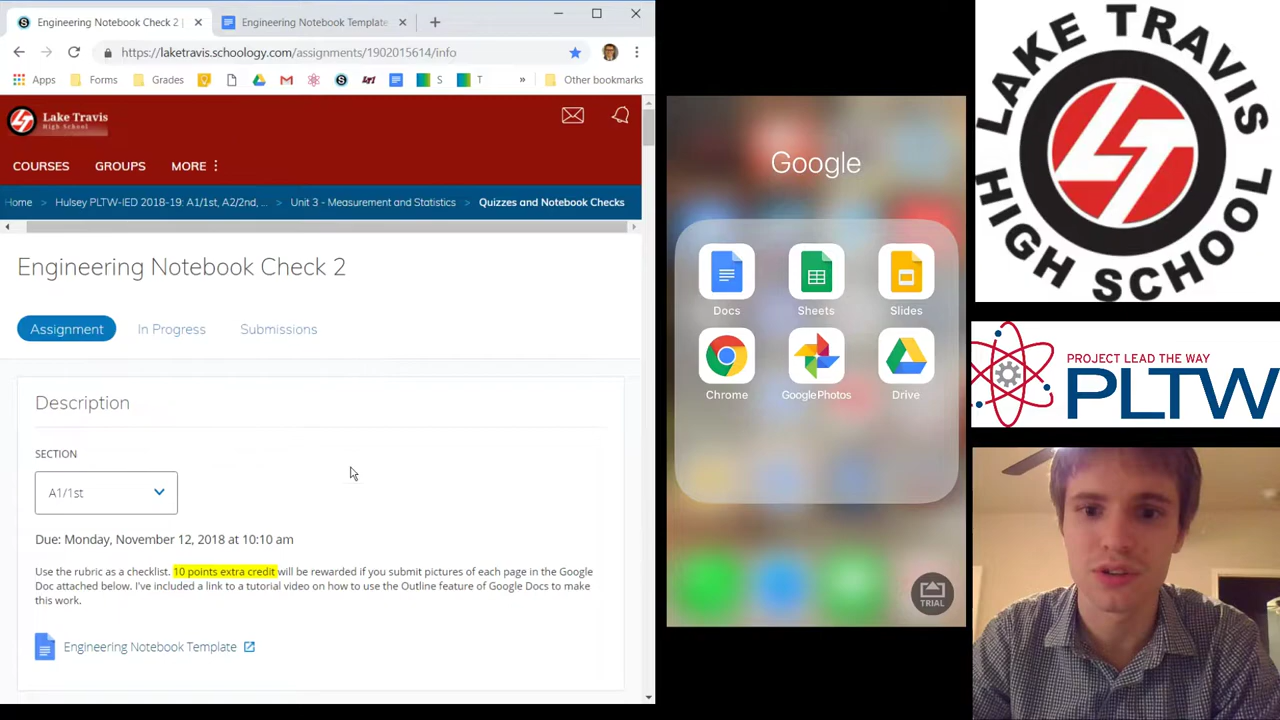 Engineering Notebook Check 2 |
Engineering Notebook Template
https://laketravis.schoology.com/assignments/1902015614/info
Apps Forms Grades S T » Other bookmarks
Lake Travis
High School
COURSES GROUPS MORE
Home > Hulsey PLTW-IED 2018-19: A1/1st, A2/2nd, ... > Unit 3 - Measurement and Statistics > Quizzes and Notebook Checks
Engineering Notebook Check 2
Assignment In Progress Submissions
Description
SECTION
A1/1st
Due: Monday, November 12, 2018 at 10:10 am
Use the rubric as a checklist. 10 points extra credit will be rewarded if you submit pictures of each page in the Google
Doc attached below. I've included a link to a tutorial video on how to use the Outline feature of Google Docs to make
this work.
Engineering Notebook Template
Google
Docs Sheets Slides
Chrome Google Photos Drive
TRIAL
LAKE TRAVIS
LT
HIGH SCHOOL
PROJECT LEAD THE WAY
PLTW